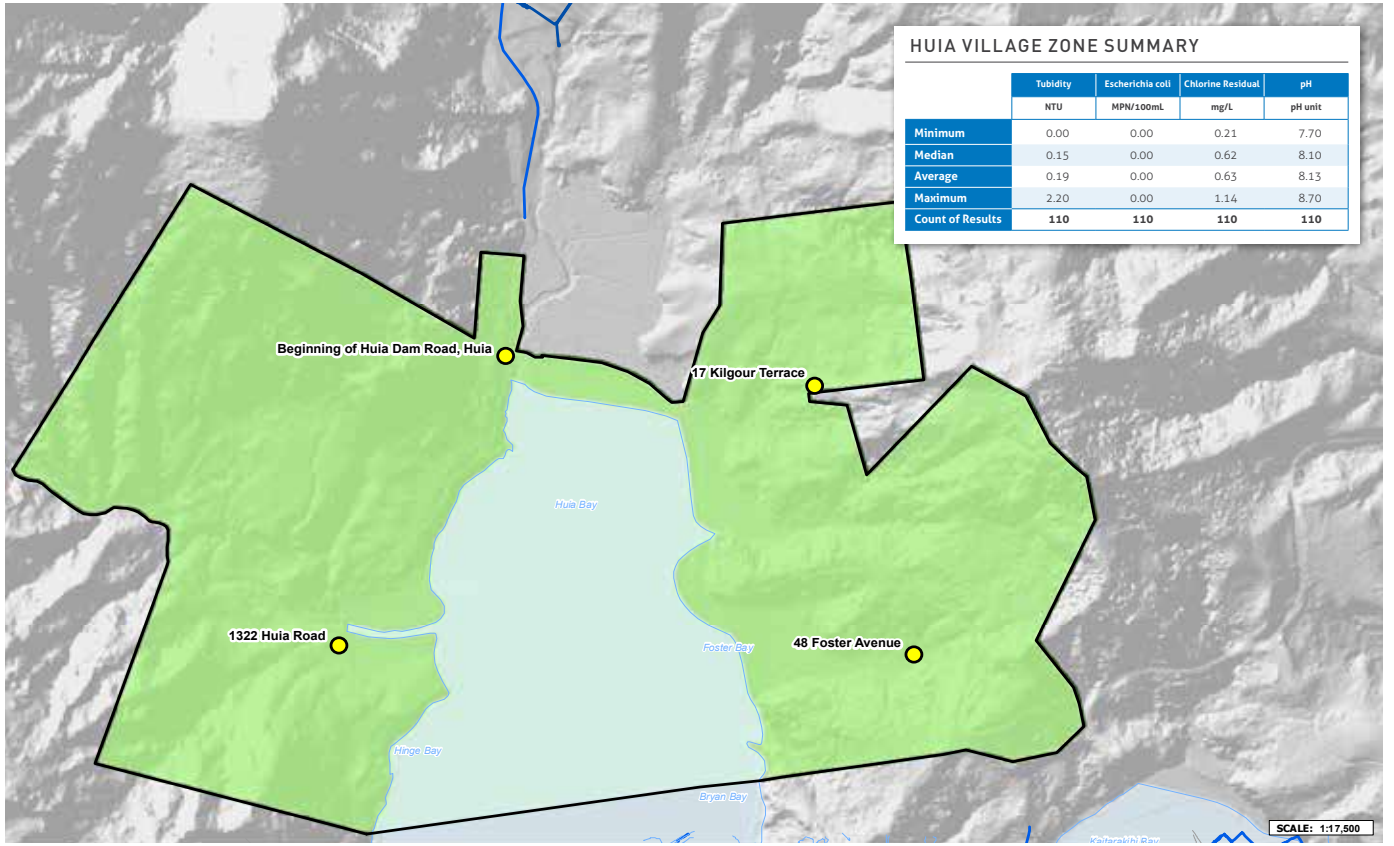 HUIA VILLAGE ZONE SUMMARY
Tubidity Escherichia coli Chlorine Residual pH
NTU MPN/100mL mg/L pH unit
Minimum 0.00 0.00 0.21 7.70
Median 0.15 0.00 0.62 8.10
Average 0.19 0.00 0.63 8.13
Maximum 2.20 0.00 1.14 8.70
Count of Results 110 110 110 110
Beginning of Huia Dam Road, Huia
17 Kilgour Terrace
Huia Bay
1322 Huia Road
Foster Bay
48 Foster Avenue
Hinge Bay
Bryan Bay
SCALE: 1:17,500
Kaitarakihi Bay